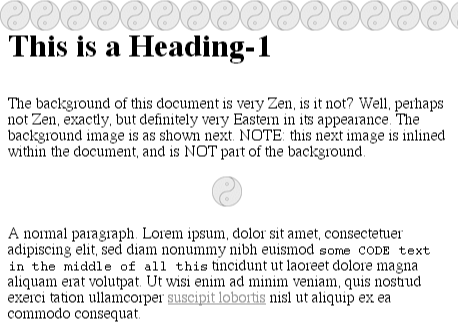 This is a Heading-1
The background of this document is very Zen, is it not? Well, perhaps
not Zen, exactly, but definitely very Eastern in its appearance. The
background image is as shown next. NOTE: this next image is inlined
within the document, and is NOT part of the background.
A normal paragraph. Lorem ipsum, dolor sit amet, consectetuer
adipiscing elit, sed diam nonummy nibh euismod some CODE text
in the middle of all this tincidunt ut laoreet dolore magna
aliquam erat volutpat. Ut wisi enim ad minim veniam, quis nostrud
exerci tation ullamcorper suscipit lobortis nisl ut aliquip ex ea
commodo consequat.